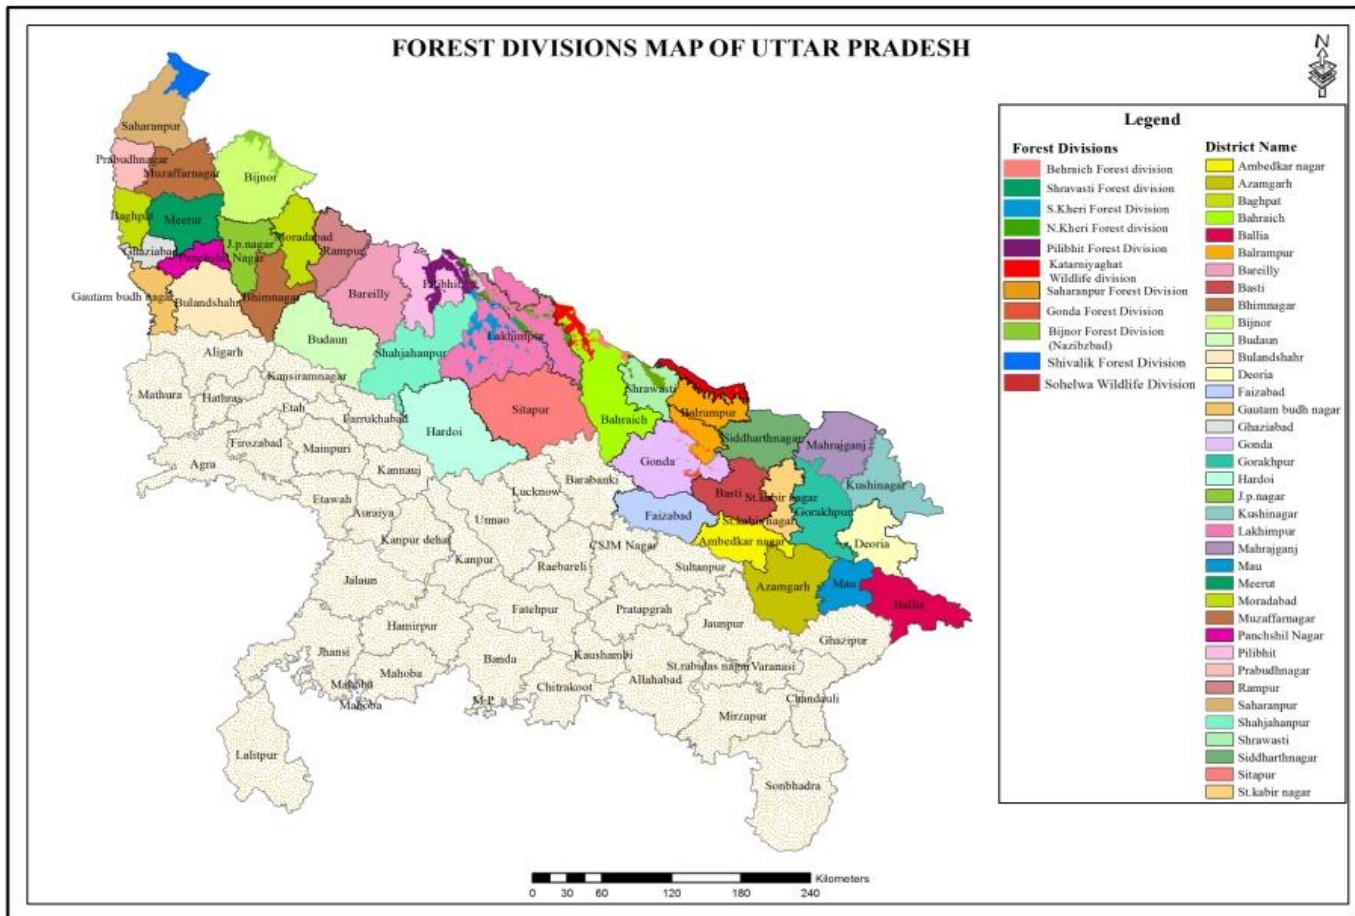 FOREST DIVISIONS MAP OF UTTAR PRADESH
N
Legend
Forest Divisions
Behraich Forest division
Shravasti Forest division
S.Kheri Forest Division
N.Kheri Forest division
Pilibhit Forest Division
Katarniyaghat
Wildlife division
Saharanpur Forest Division
Gonda Forest Division
Bijnor Forest Division
(Nazibzbad)
Shivalik Forest Division
Sohelwa Wildlife Division
District Name
Ambedkar nagar
Azamgarh
Baghpat
Bahraich
Ballia
Balrampur
Bareilly
Basti
Bhimnagar
Bijnor
Budaun
Bulandshahr
Deoria
Faizabad
Gautam budh nagar
Ghaziabad
Gonda
Gorakhpur
Hardoi
J.p.nagar
Kushinagar
Lakhimpur
Mahrajganj
Mau
Meerut
Moradabad
Muzaffarnagar
Panchshil Nagar
Pilibhit
Prabudhnagar
Rampur
Saharanpur
Shahjahanpur
Shrawasti
Siddharthnagar
Sitapur
St.kabir nagar
Saharanpur
Prabudhnagar
Muzaffarnagar
Bijnor
Baghpat
Meerut
J.p.nagar
Moradabad
Rampur
Ghaziabad
Panchshil Nagar
Gautam budh nagar
Bulandshahr
Bhimnagar
Bareilly
Pilibhit
Budaun
Shahjahanpur
Lakhimpur
Aligarh
Kansiramnagar
Mathura
Hathras
Etah
Farrukhabad
Hardoi
Sitapur
Bahraich
Shrawasti
Balrampur
Siddharthnagar
Mahrajganj
Firozabad
Mainpuri
Agra
Kannauj
Gonda
Basti
St.kabir nagar
Kushinagar
Gorakhpur
Etawah
Auraiya
Lucknow
Barabanki
Unnao
Faizabad
St.kabir nagar
Ambedkar nagar
Deoria
Kanpur dehat
Kanpur
CSJM Nagar
Raebareli
Sultanpur
Azamgarh
Mau
Ballia
Jalaun
Fatehpur
Pratapgrah
Jaunpur
Ghazipur
Hamirpur
Jhansi
Banda
Kaushambi
St.rabidas nagar
Varanasi
Mahoba
Mahoba
Mahoba
M-P
Chitrakoot
Allahabad
Chandauli
Mirzapur
Lalitpur
Sonbhadra
Kilometers
0 30 60 120 180 240